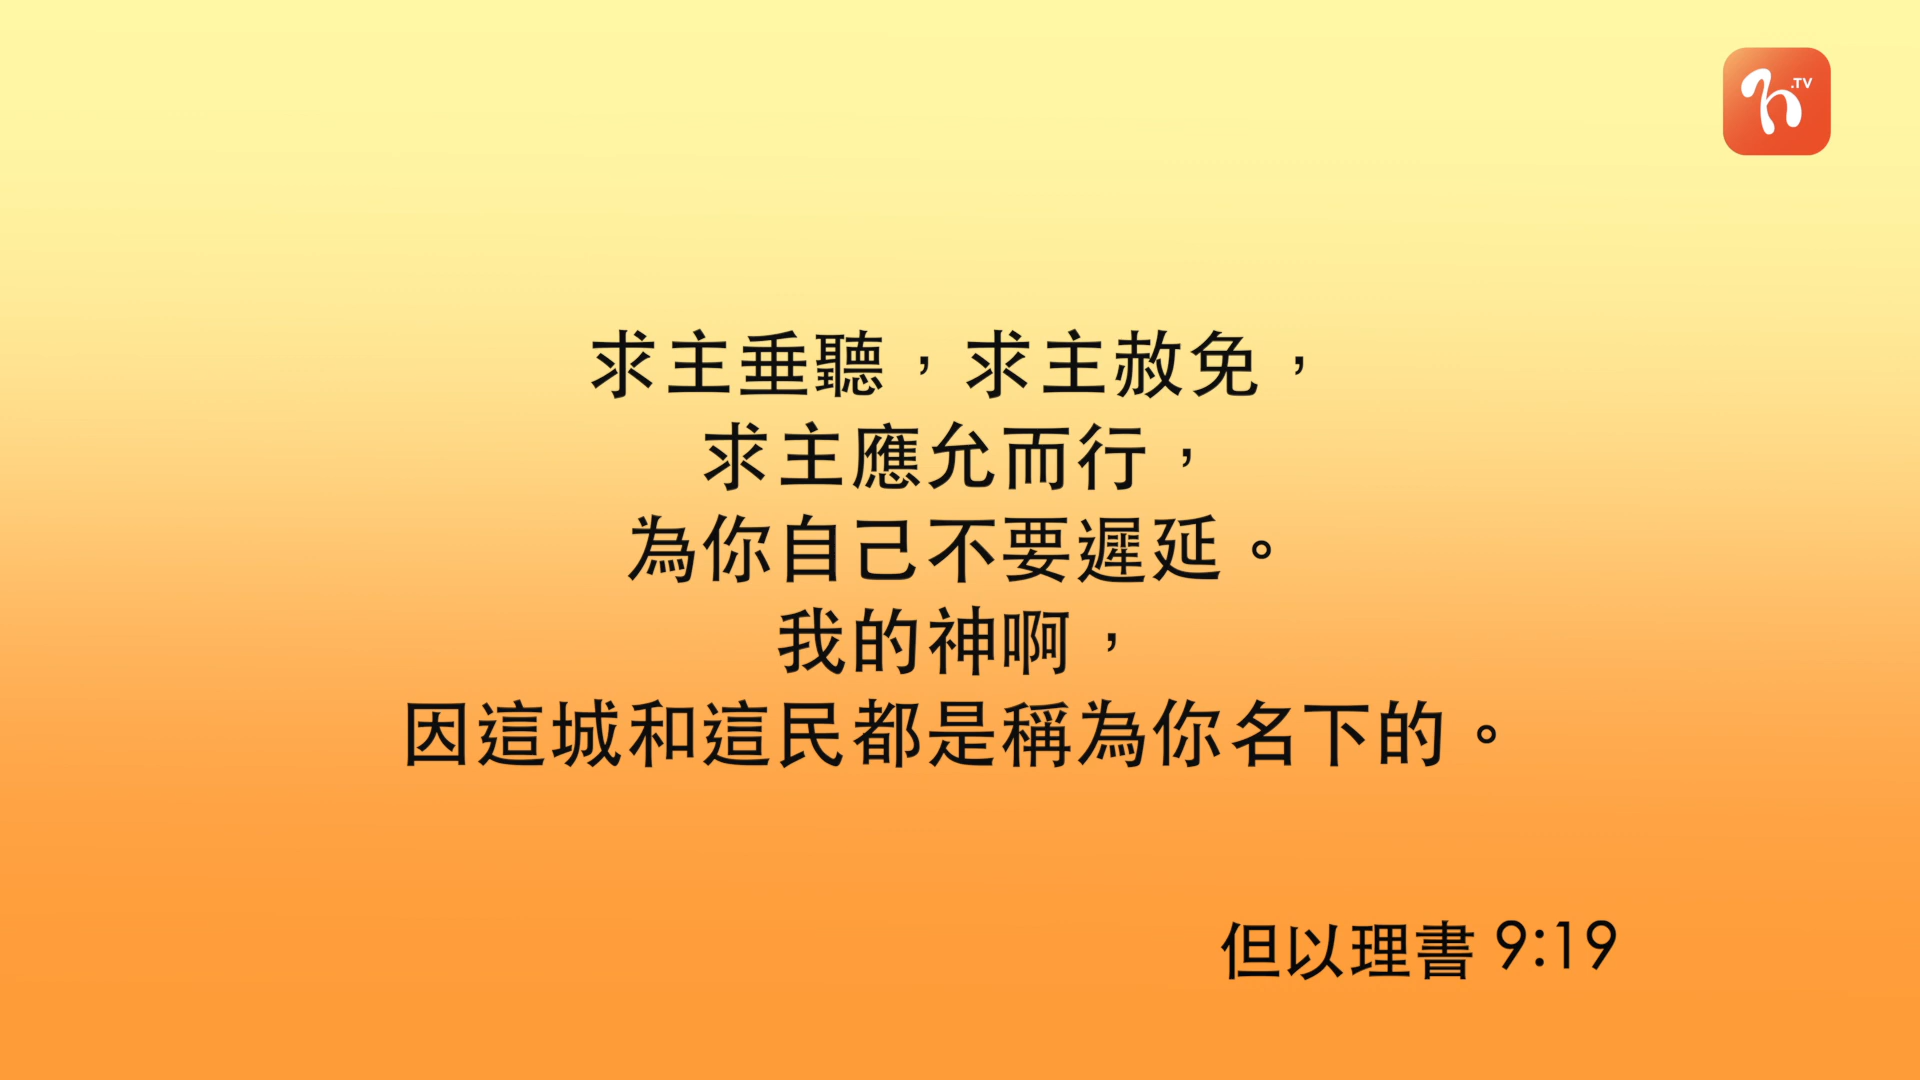 .TV
求主垂聽，求主赦免，
求主應允而行，
為你自己不要遲延。
我的神啊，
因這城和這民都是稱為你名下的。
但以理書 9:19